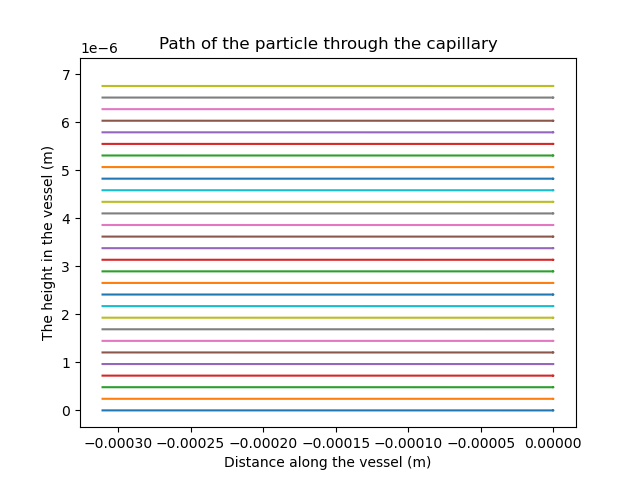 Path of the particle through the capillary
1e−6
7
6
5
4
3
2
1
0
The height in the vessel (m)
−0.00030 −0.00025 −0.00020 −0.00015 −0.00010 −0.00005 0.00000
Distance along the vessel (m)